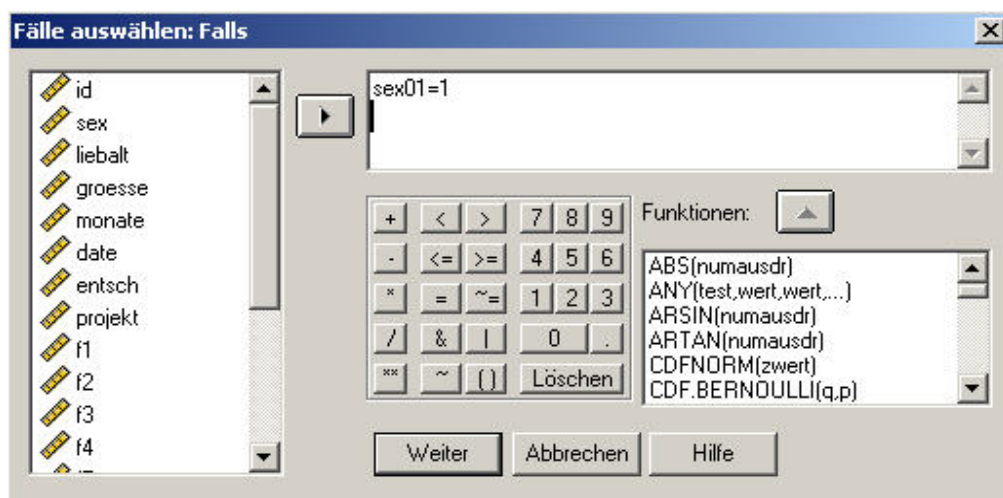 Fälle auswählen: Falls
id
sex
liebalt
groesse
monate
date
entsch
projekt
f1
f2
f3
f4
sex01=1
+ < > 7 8 9
- <= >= 4 5 6
* = ~= 1 2 3
/ & | 0 .
** ~ ( ) Löschen
Funktionen:
ABS(numausdr)
ANY(test,wert,wert,...)
ARSIN(numausdr)
ARTAN(numausdr)
CDFNORM(zwert)
CDF.BERNOULLI(q,p)
Weiter Abbrechen Hilfe